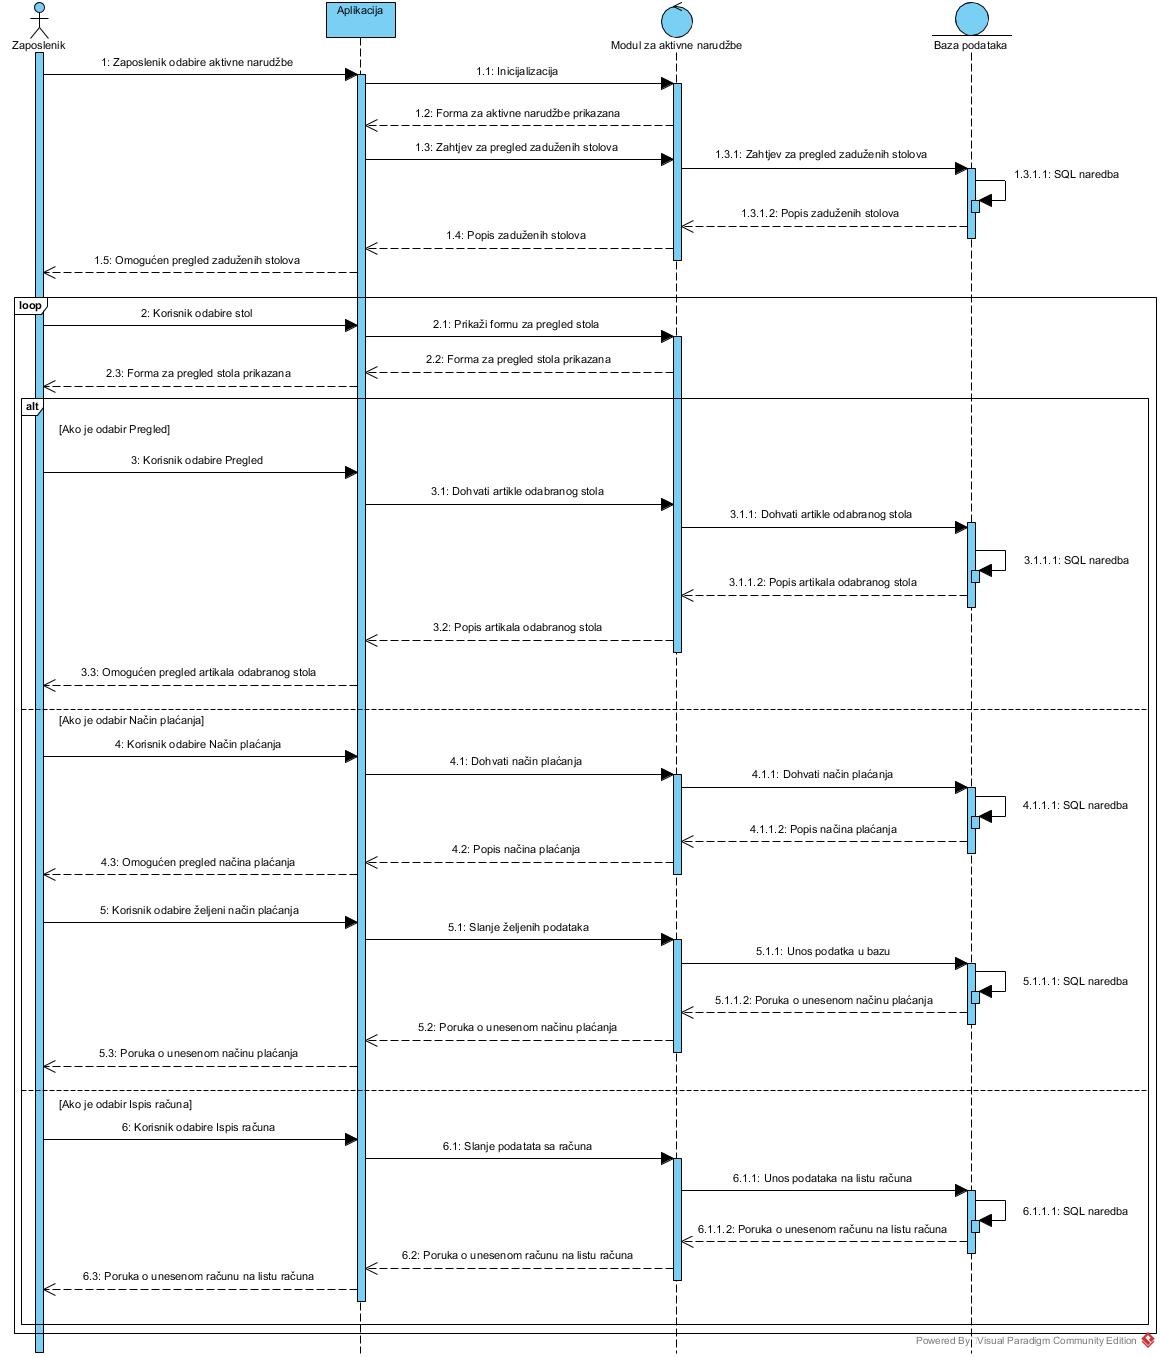 Zaposlenik
Aplikacija
Modul za aktivne narudžbe
Baza podataka
1: Zaposlenik odabire aktivne narudžbe
1.1: Inicijalizacija
1.2: Forma za aktivne narudžbe prikazana
1.3: Zahtjev za pregled zaduženih stolova
1.3.1: Zahtjev za pregled zaduženih stolova
1.3.1.1: SQL naredba
1.3.1.2: Popis zaduženih stolova
1.4: Popis zaduženih stolova
1.5: Omogućen pregled zaduženih stolova
loop
2: Korisnik odabire stol
2.1: Prikaži formu za pregled stola
2.2: Forma za pregled stola prikazana
2.3: Forma za pregled stola prikazana
alt
[Ako je odabir Pregled]
3: Korisnik odabire Pregled
3.1: Dohvati artikle odabranog stola
3.1.1: Dohvati artikle odabranog stola
3.1.1.1: SQL naredba
3.1.1.2: Popis artikala odabranog stola
3.2: Popis artikala odabranog stola
3.3: Omogućen pregled artikala odabranog stola
[Ako je odabir Način plaćanja]
4: Korisnik odabire Način plaćanja
4.1: Dohvati način plaćanja
4.1.1: Dohvati način plaćanja
4.1.1.1: SQL naredba
4.1.1.2: Popis načina plaćanja
4.2: Popis načina plaćanja
4.3: Omogućen pregled načina plaćanja
5: Korisnik odabire željeni način plaćanja
5.1: Slanje željenih podataka
5.1.1: Unos podatka u bazu
5.1.1.1: SQL naredba
5.1.1.2: Poruka o unesenom načinu plaćanja
5.2: Poruka o unesenom načinu plaćanja
5.3: Poruka o unesenom načinu plaćanja
[Ako je odabir Ispis računa]
6: Korisnik odabire Ispis računa
6.1: Slanje podatata sa računa
6.1.1: Unos podataka na listu računa
6.1.1.1: SQL naredba
6.1.1.2: Poruka o unesenom računu na listu računa
6.2: Poruka o unesenom računu na listu računa
6.3: Poruka o unesenom računu na listu računa
Powered By Visual Paradigm Community Edition